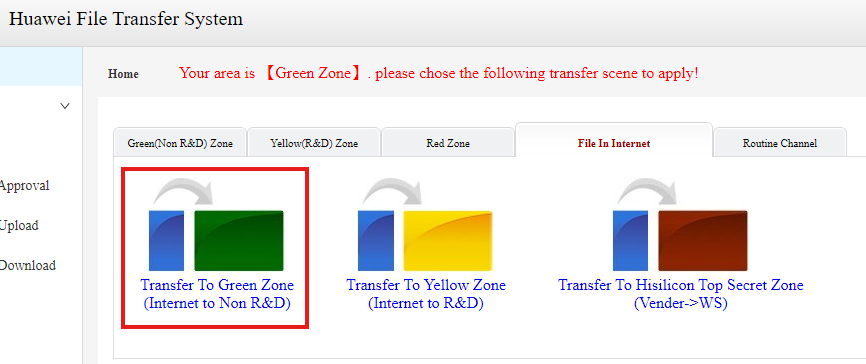 Huawei File Transfer System
Home
Your area is 【Green Zone】. please chose the following transfer scene to apply!
Green(Non R&D) Zone
Yellow(R&D) Zone
Red Zone
File In Internet
Routine Channel
Approval
Upload
Download
Transfer To Green Zone
(Internet to Non R&D)
Transfer To Yellow Zone
(Internet to R&D)
Transfer To Hisilicon Top Secret Zone
(Vender->WS)